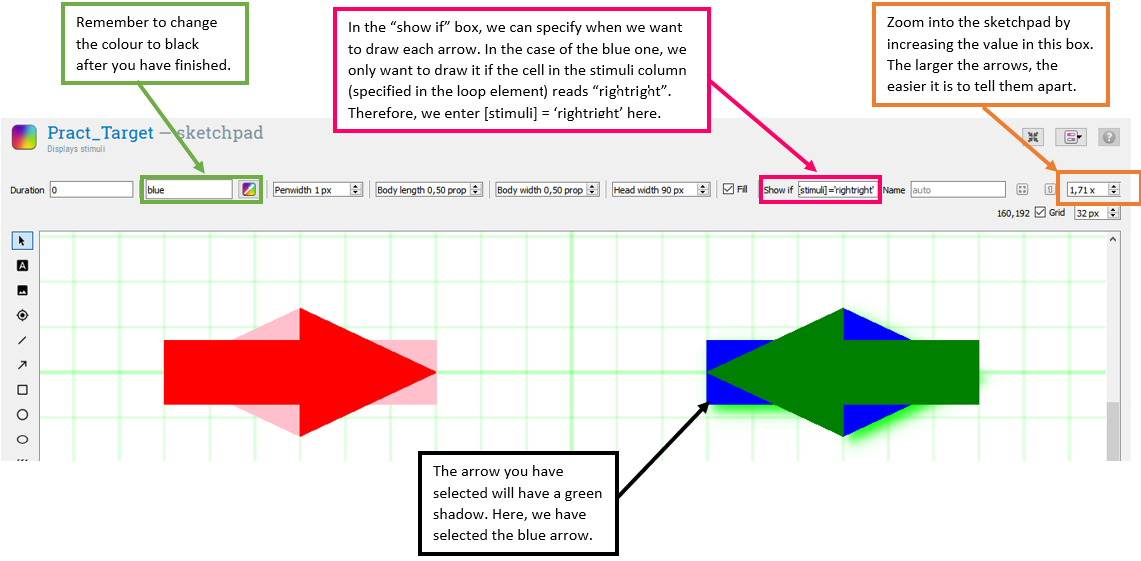 Remember to change
the colour to black
after you have finished.
In the “show if” box, we can specify when we want
to draw each arrow. In the case of the blue one, we
only want to draw it if the cell in the stimuli column
(specified in the loop element) reads “rightright”.
Therefore, we enter [stimuli] = ‘rightright’ here.
Zoom into the sketchpad by
increasing the value in this box.
The larger the arrows, the
easier it is to tell them apart.
Pract_Target — sketchpad
Displays stimuli
Duration 0 blue Penwidth 1 px Body length 0,50 prop Body width 0,50 prop Head width 90 px Fill Show if [stimuli]='rightright' Name auto 1,71 x
160,192 Grid 32 px
The arrow you have
selected will have a green
shadow. Here, we have
selected the blue arrow.